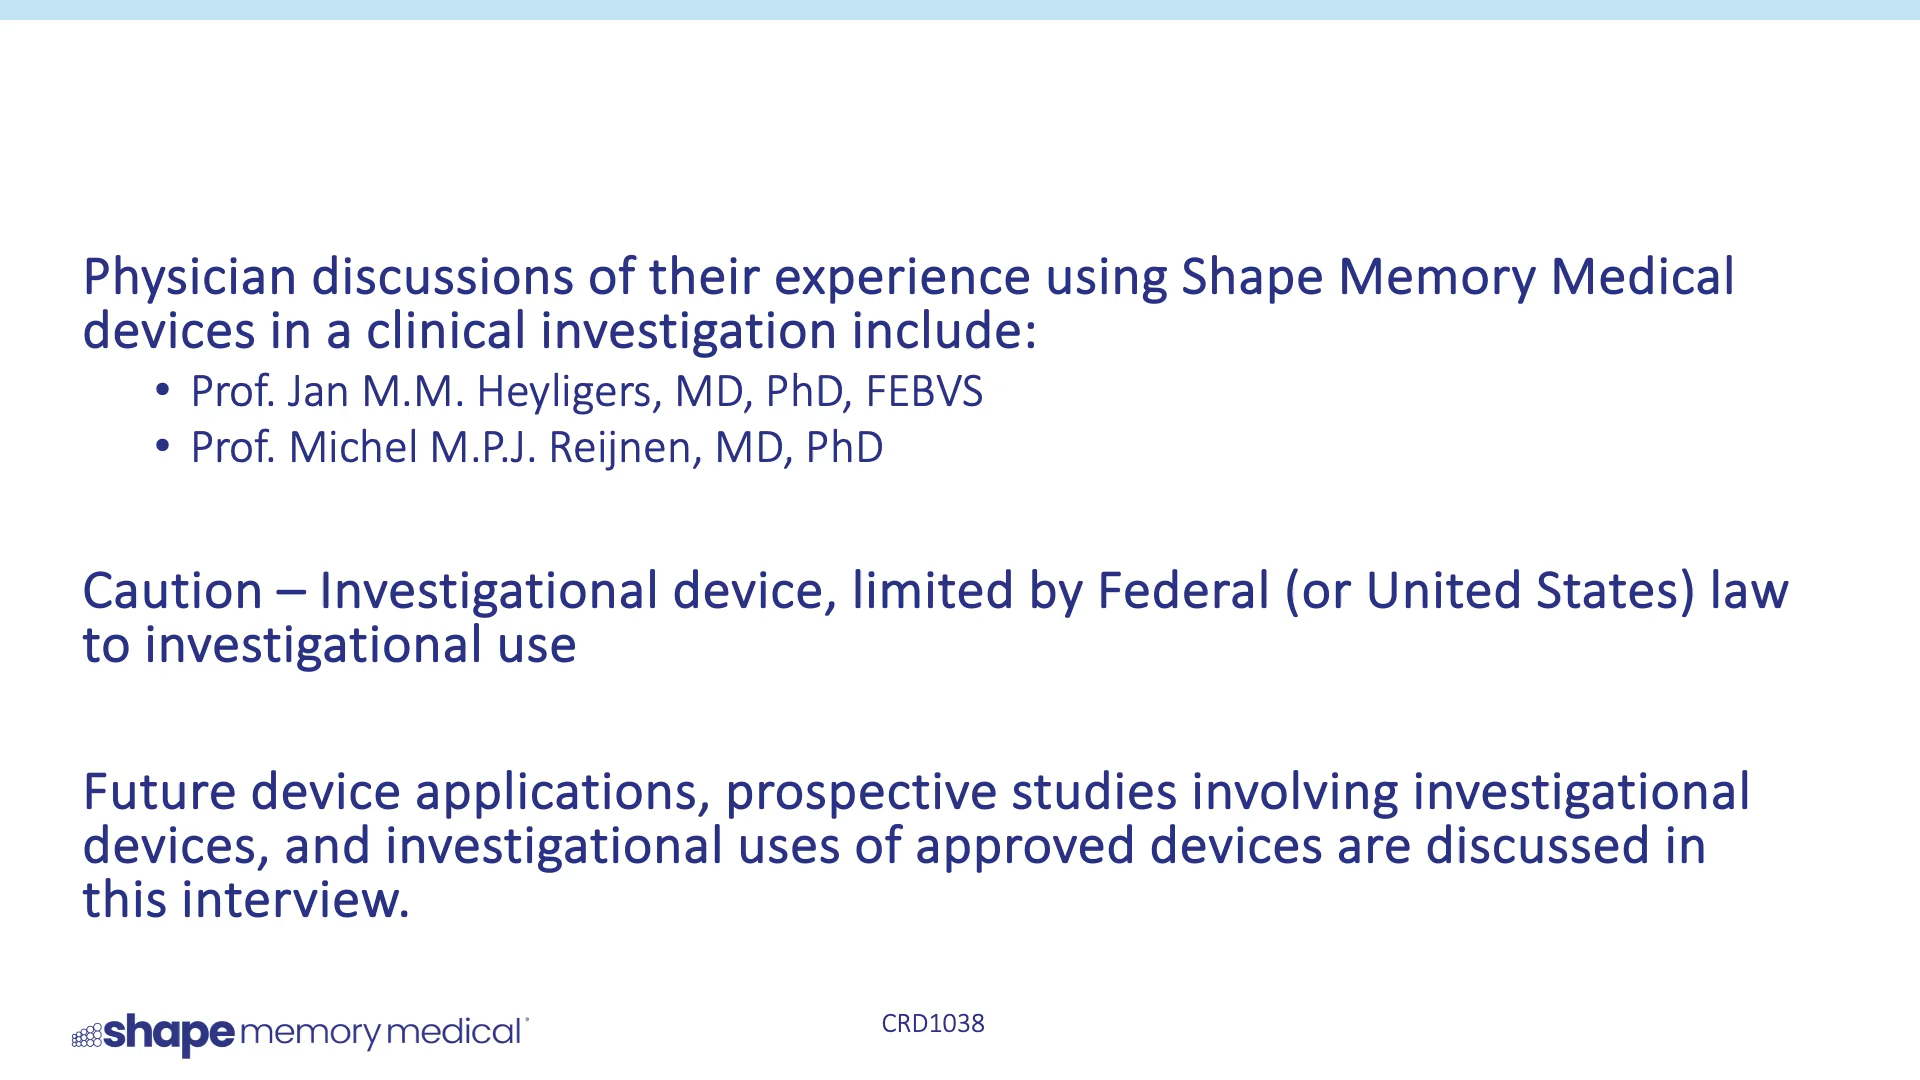 Physician discussions of their experience using Shape Memory Medical
devices in a clinical investigation include:
• Prof. Jan M.M. Heyligers, MD, PhD, FEBVS
• Prof. Michel M.P.J. Reijnen, MD, PhD
Caution – Investigational device, limited by Federal (or United States) law
to investigational use
Future device applications, prospective studies involving investigational
devices, and investigational uses of approved devices are discussed in
this interview.
shape memory medical
CRD1038